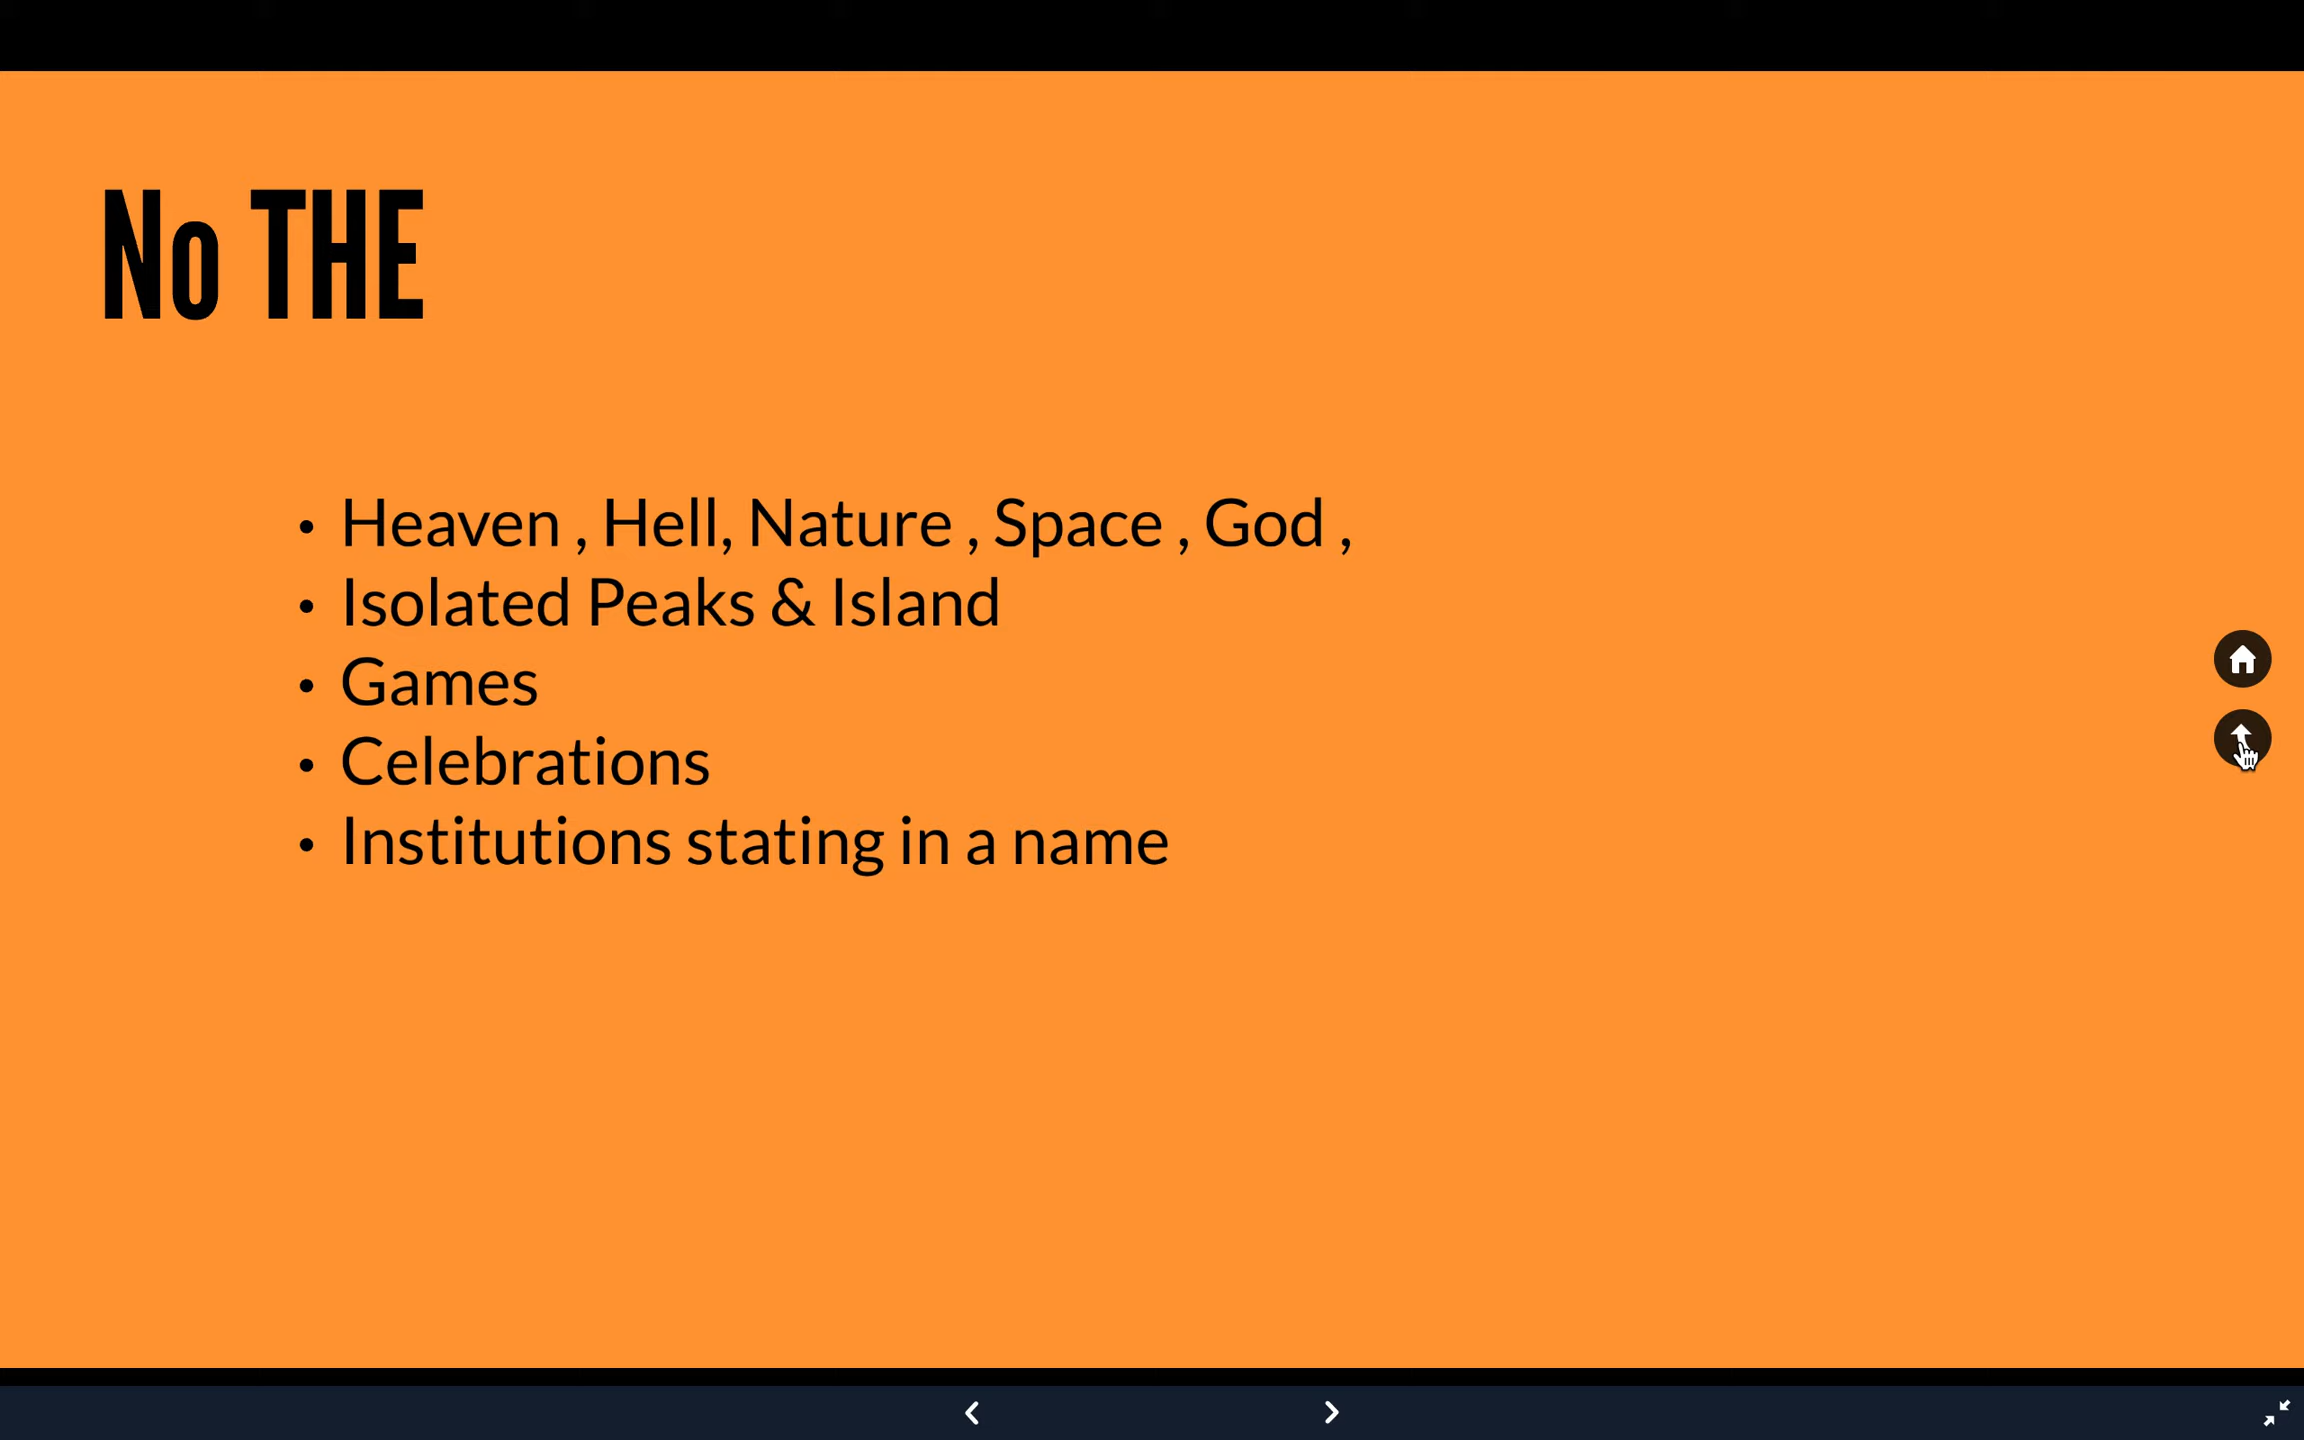 No THE
• Heaven , Hell, Nature , Space , God ,
• Isolated Peaks & Island
• Games
• Celebrations
• Institutions stating in a name